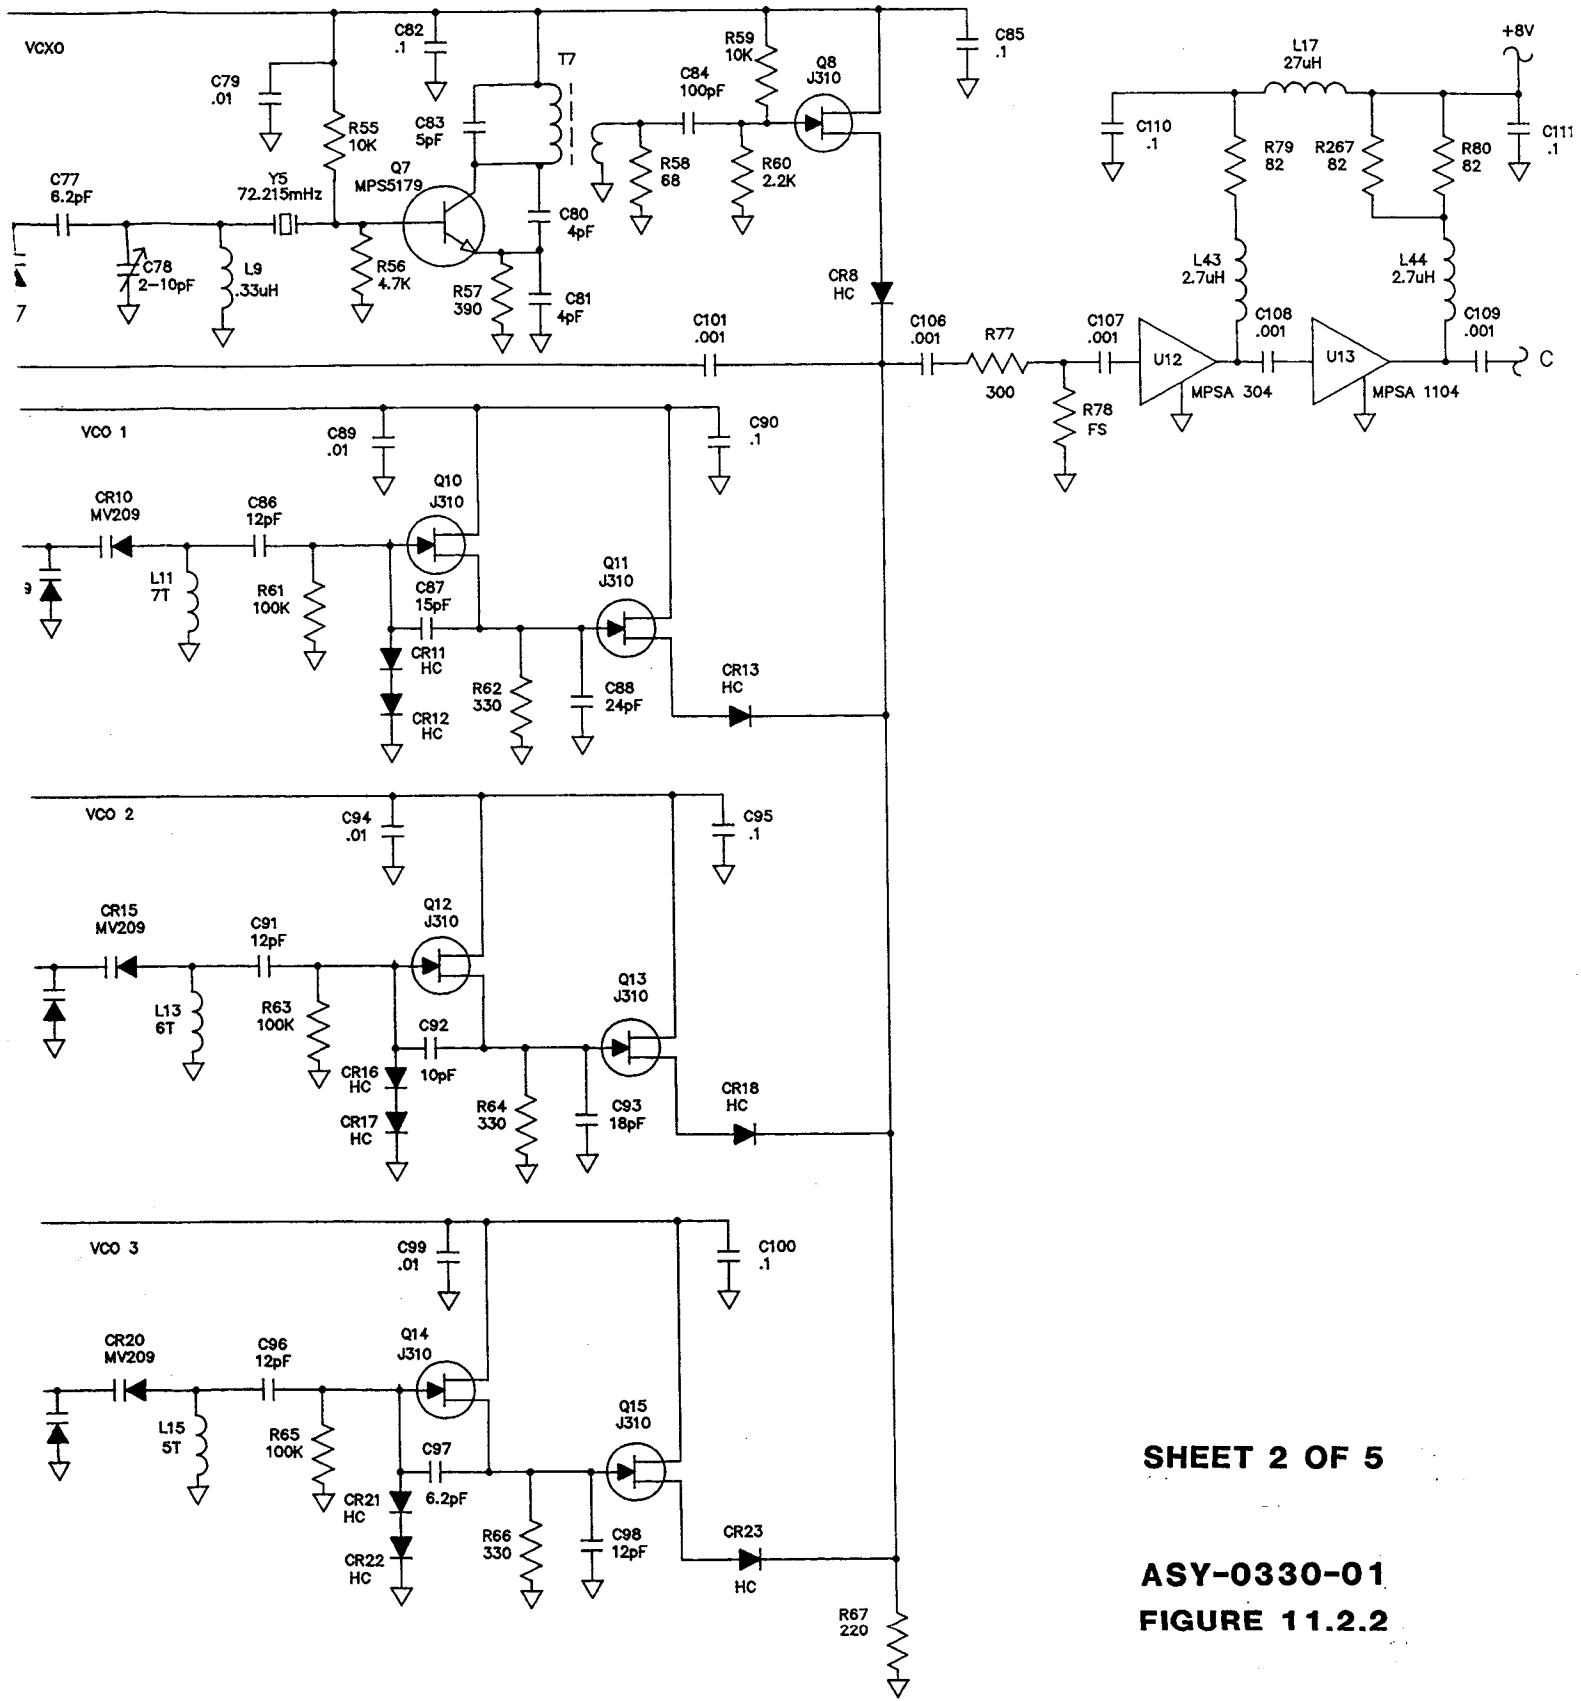 VCXO
C82
.1
C79
.01
R55
10K
C83
5pF
T7
C84
100pF
R59
10K
Q8
J310
C85
.1
L17
27uH
+8V
C110
.1
R79
82
R267
82
R80
82
C111
.1
C77
6.2pF
Y5
72.215mHz
Q7
MPS5179
R58
68
R60
2.2K
C78
2-10pF
L9
.33uH
R56
4.7K
C80
4pF
R57
390
C81
4pF
CR8
HC
L43
2.7uH
L44
2.7uH
7
C101
.001
C106
.001
R77
300
C107
.001
U12
MPSA 304
C108
.001
U13
MPSA 1104
C109
.001
C
R78
FS
VCO 1
C89
.01
C90
.1
CR10
MV209
C86
12pF
Q10
J310
9
L11
7T
R61
100K
C87
15pF
Q11
J310
CR11
HC
CR12
HC
R62
330
C88
24pF
CR13
HC
VCO 2
C94
.01
C95
.1
CR15
MV209
C91
12pF
Q12
J310
L13
6T
R63
100K
C92
10pF
Q13
J310
CR16
HC
CR17
HC
R64
330
C93
18pF
CR18
HC
VCO 3
C99
.01
C100
.1
CR20
MV209
C96
12pF
Q14
J310
L15
5T
R65
100K
C97
6.2pF
Q15
J310
CR21
HC
CR22
HC
R66
330
C98
12pF
CR23
HC
R67
220
SHEET 2 OF 5
ASY-0330-01
FIGURE 11.2.2